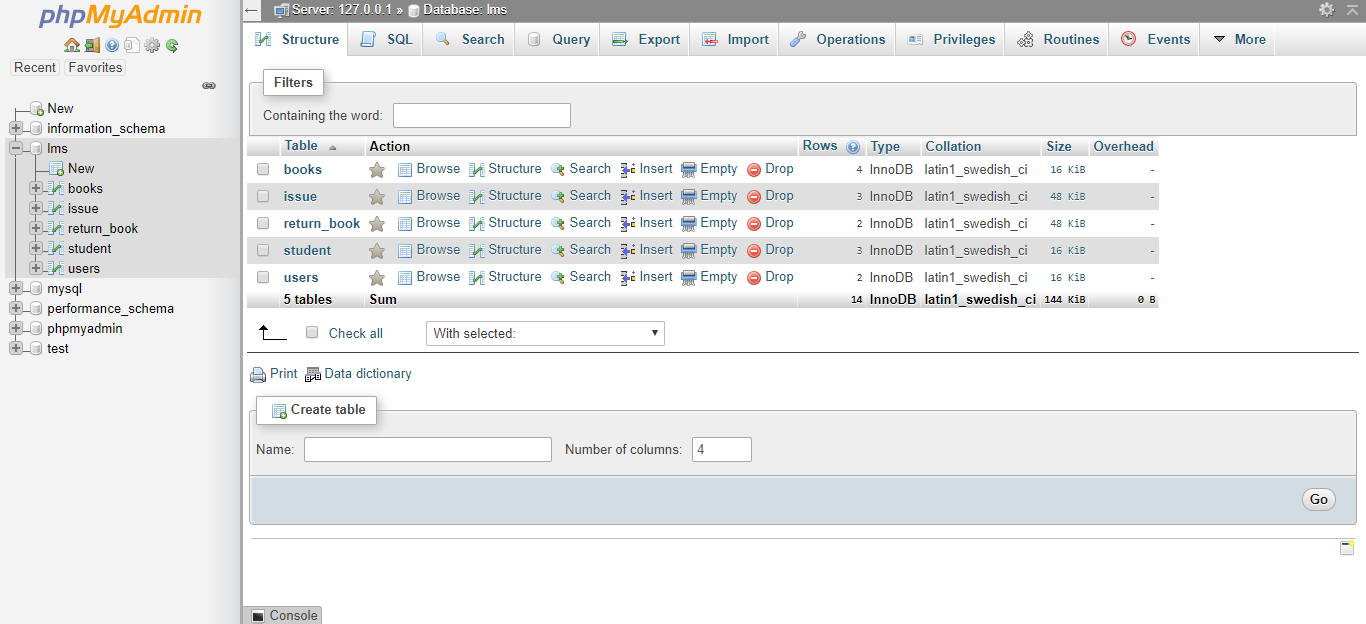 phpMyAdmin
Recent Favorites
New
information_schema
lms
New
books
issue
return_book
student
users
mysql
performance_schema
phpmyadmin
test
Server: 127.0.0.1 » Database: lms
Structure SQL Search Query Export Import Operations Privileges Routines Events More
Filters
Containing the word:
Table Action Rows Type Collation Size Overhead
books Browse Structure Search Insert Empty Drop 4 InnoDB latin1_swedish_ci 16 KiB -
issue Browse Structure Search Insert Empty Drop 3 InnoDB latin1_swedish_ci 48 KiB -
return_book Browse Structure Search Insert Empty Drop 2 InnoDB latin1_swedish_ci 48 KiB -
student Browse Structure Search Insert Empty Drop 3 InnoDB latin1_swedish_ci 16 KiB -
users Browse Structure Search Insert Empty Drop 2 InnoDB latin1_swedish_ci 16 KiB -
5 tables Sum 14 InnoDB latin1_swedish_ci 144 KiB 0 B
Check all With selected:
Print Data dictionary
Create table
Name: Number of columns: 4
Go
Console